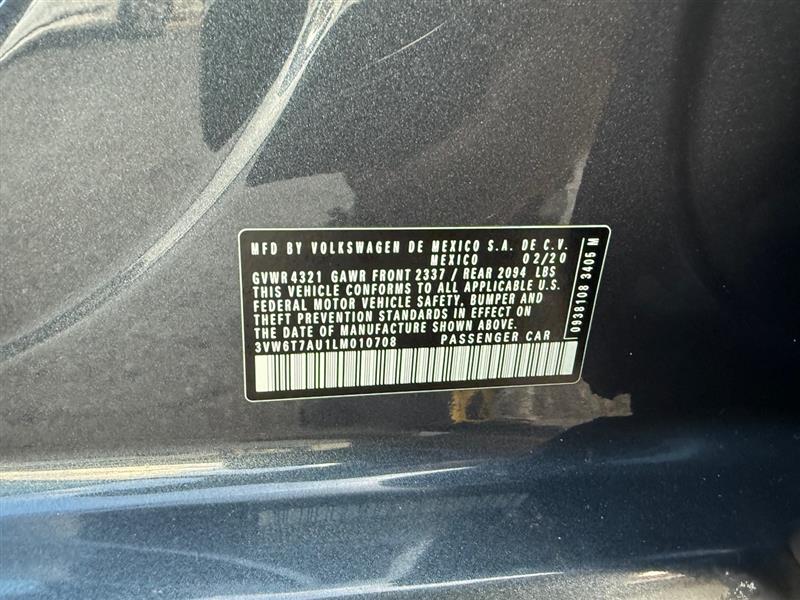 MFD BY VOLKSWAGEN DE MEXICO S.A. DE C.V.
MEXICO 02/20
GVWR 4321 GAWR FRONT 2337 / REAR 2094 LBS
THIS VEHICLE CONFORMS TO ALL APPLICABLE U.S.
FEDERAL MOTOR VEHICLE SAFETY, BUMPER AND
THEFT PREVENTION STANDARDS IN EFFECT ON
THE DATE OF MANUFACTURE SHOWN ABOVE.
3VW6T7AU1LM010708 PASSENGER CAR
0938108 3405 M